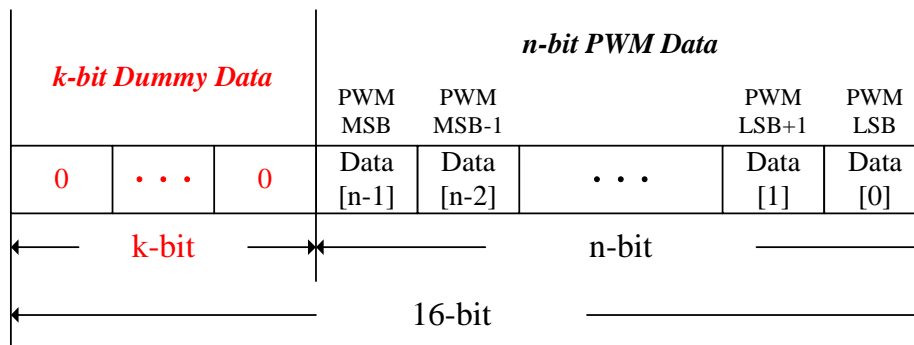 n-bit PWM Data
k-bit Dummy Data
PWM MSB
PWM MSB-1
PWM LSB+1
PWM LSB
0 · · · 0 Data [n-1] Data [n-2] · · · Data [1] Data [0]
k-bit n-bit
16-bit